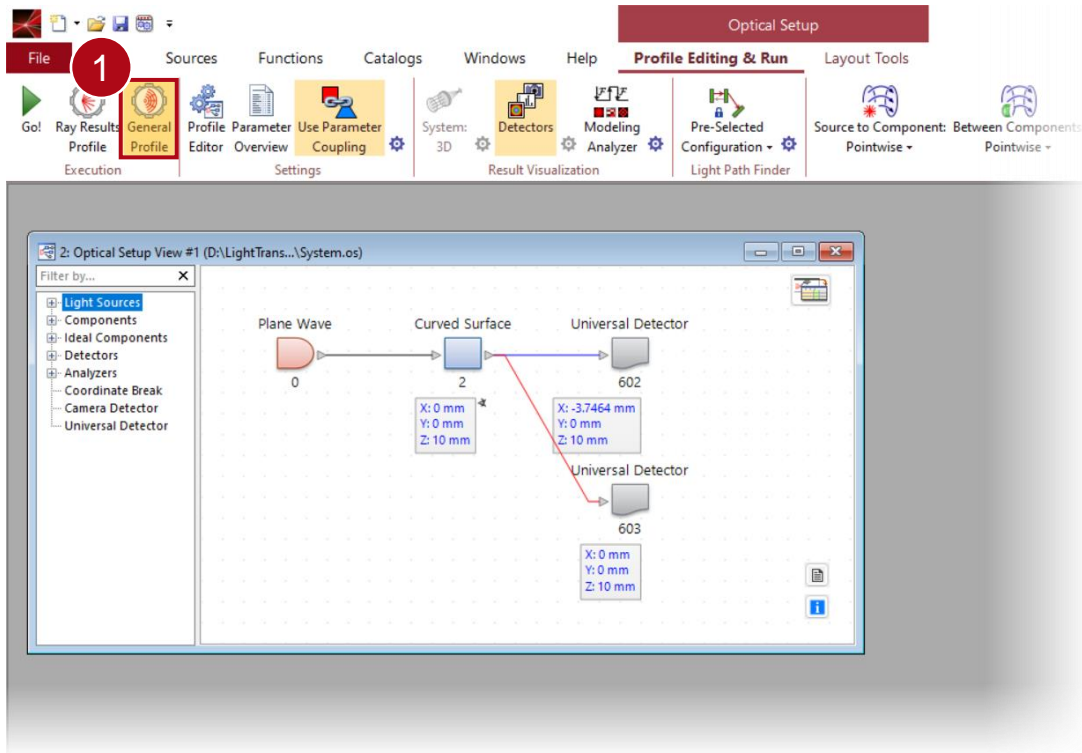 Optical Setup
File
1
Sources
Functions
Catalogs
Windows
Help
Profile Editing & Run
Layout Tools
Go!
Ray Results
Profile
General
Profile
Profile
Editor
Parameter
Overview
Use Parameter
Coupling
System:
3D
Detectors
Modeling
Analyzer
Pre-Selected
Configuration
Source to Component:
Pointwise
Between Components
Pointwise
Execution
Settings
Result Visualization
Light Path Finder
2: Optical Setup View #1 (D:\LightTrans...\System.os)
Filter by...
Light Sources
Components
Ideal Components
Detectors
Analyzers
Coordinate Break
Camera Detector
Universal Detector
Plane Wave
0
Curved Surface
2
X: 0 mm
Y: 0 mm
Z: 10 mm
Universal Detector
602
X: -3.7464 mm
Y: 0 mm
Z: 10 mm
Universal Detector
603
X: 0 mm
Y: 0 mm
Z: 10 mm